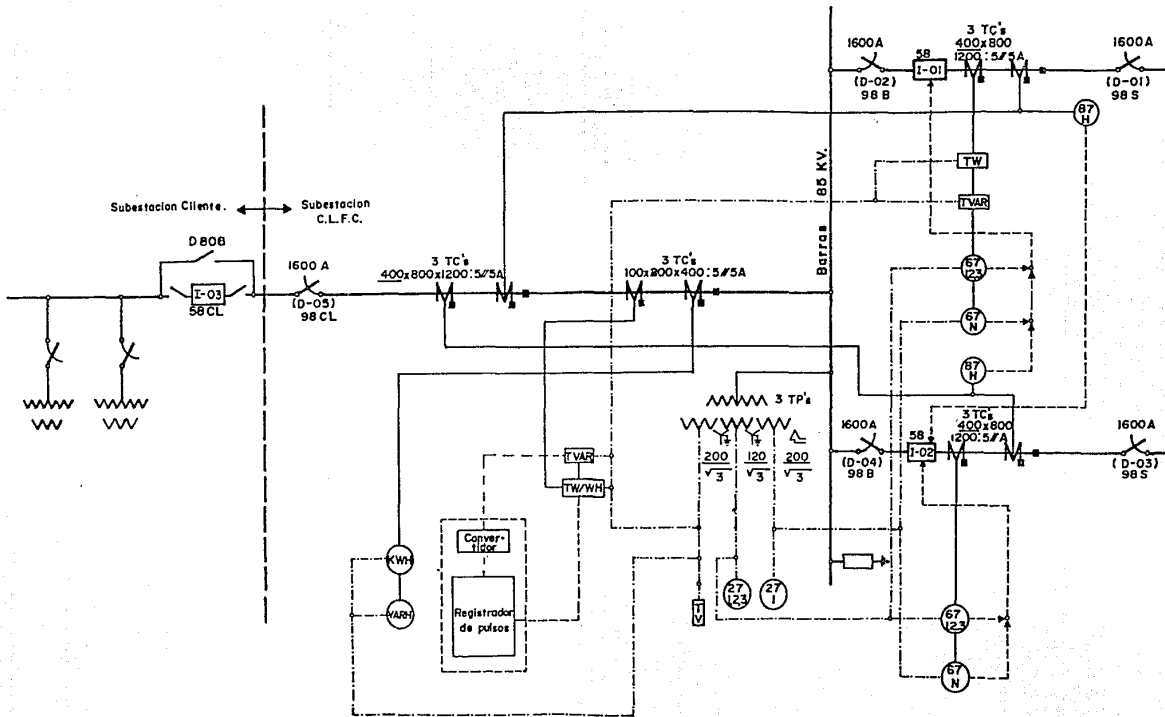 3 TC's
400x800
1200:5//5A
1600A
(D-02)
98 B
58
I-01
1600A
(D-01)
98 S
87
H
TW
TVAR
67
123
67
N
87
H
Barras 85 KV.
Subestacion Cliente.
Subestacion
C.L.F.C.
D806
I-03
58CL
1600 A
(D-05)
98CL
3 TC's
400x800x1200:5//5A
3 TC's
100x200x400:5//5A
3 TP's
200
√3
120
√3
200
√3
TVAR
TW/WH
Conver-
tidor
Registrador
de pulsos
KWH
VARH
TV
27
123
27
1
1600A
(D-04)
98B
58
I-02
3 TC's
400x800
1200:5//A
1600A
(D-03)
98 S
67
123
67
N